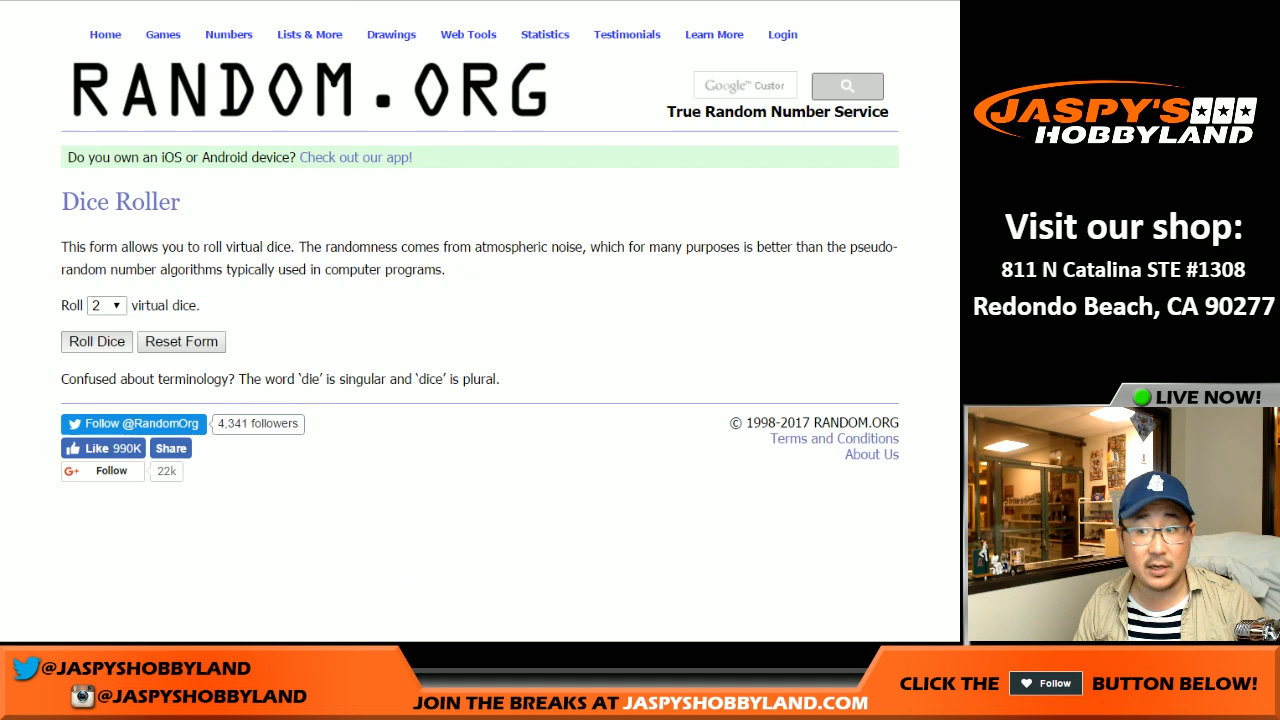 Home Games Numbers Lists & More Drawings Web Tools Statistics Testimonials Learn More Login
RANDOM.ORG
Google™ Custor
True Random Number Service
Do you own an iOS or Android device? Check out our app!
Dice Roller
This form allows you to roll virtual dice. The randomness comes from atmospheric noise, which for many purposes is better than the pseudo-
random number algorithms typically used in computer programs.
Roll 2 virtual dice.
Roll Dice Reset Form
Confused about terminology? The word ‘die’ is singular and ‘dice’ is plural.
Follow @RandomOrg 4,341 followers
Like 990K Share
G+ Follow 22k
© 1998-2017 RANDOM.ORG
Terms and Conditions
About Us
JASPY'S
HOBBYLAND
Visit our shop:
811 N Catalina STE #1308
Redondo Beach, CA 90277
LIVE NOW!
@JASPYSHOBBYLAND
@JASPYSHOBBYLAND
JOIN THE BREAKS AT JASPYSHOBBYLAND.COM
CLICK THE Follow BUTTON BELOW!